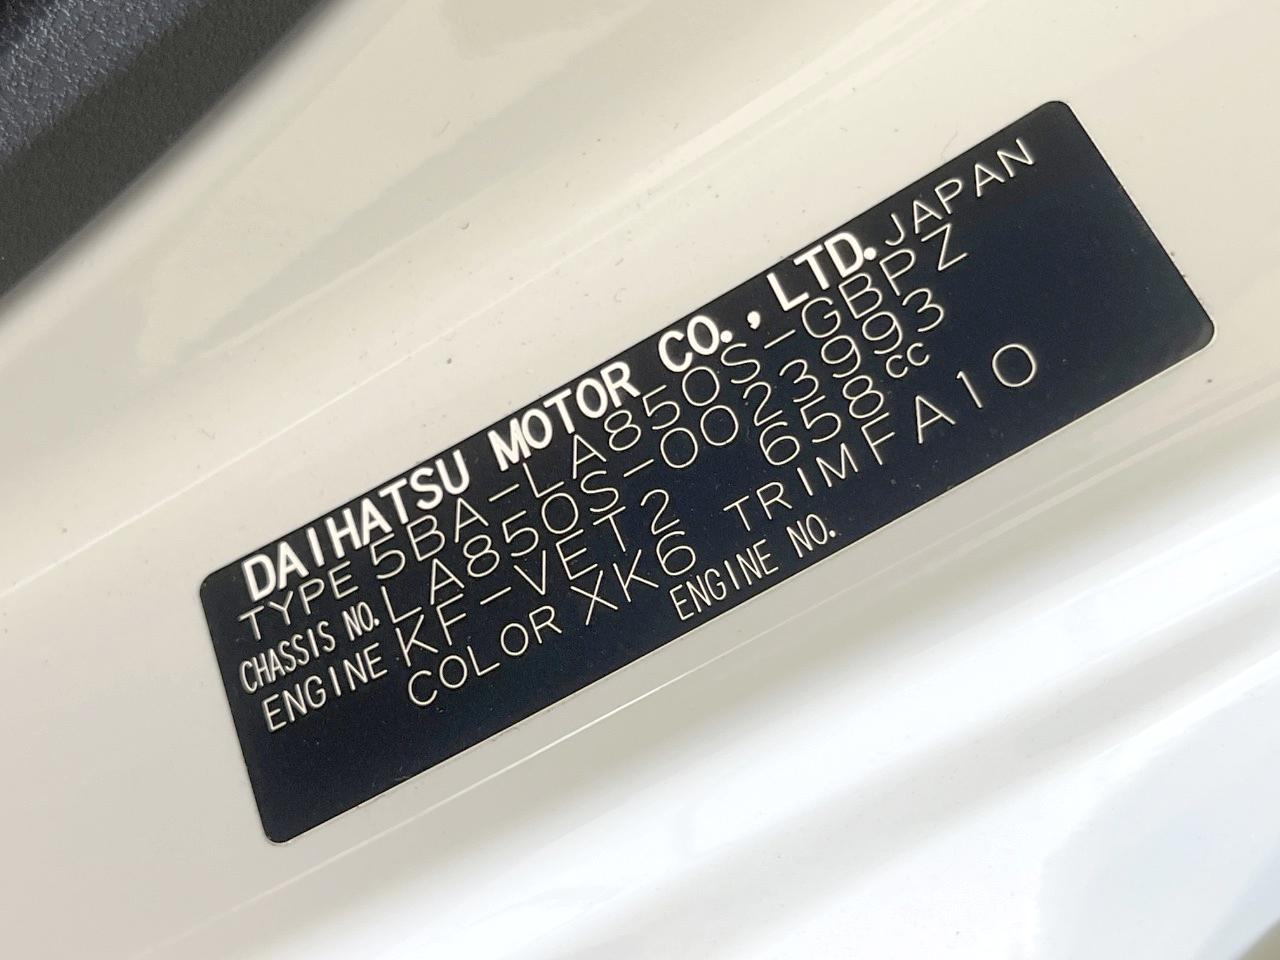 DAIHATSU MOTOR CO., LTD. JAPAN
TYPE 5BA-LA850S-GBPZ
CHASSIS NO. LA850S-0023993
ENGINE KF-VET2 658cc
COLOR XK6 TRIM FA10
ENGINE NO.